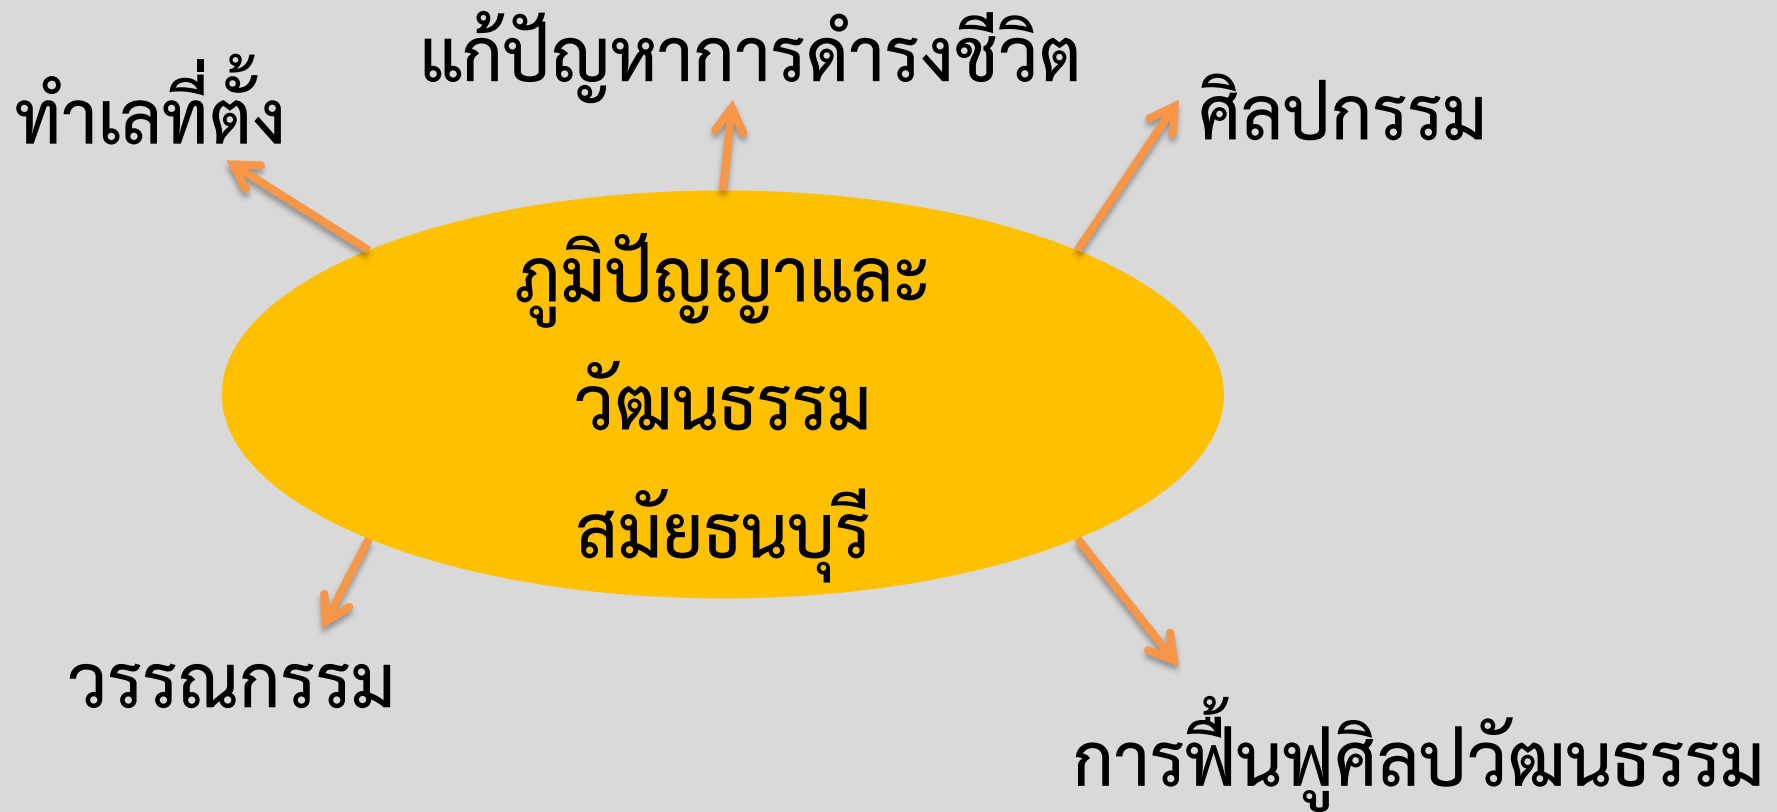 แก้ปัญหาการดำรงชีวิต
ทำเลที่ตั้ง
ศิลปกรรม
ภูมิปัญญาและ
วัฒนธรรม
สมัยธนบุรี
วรรณกรรม
การฟื้นฟูศิลปวัฒนธรรม